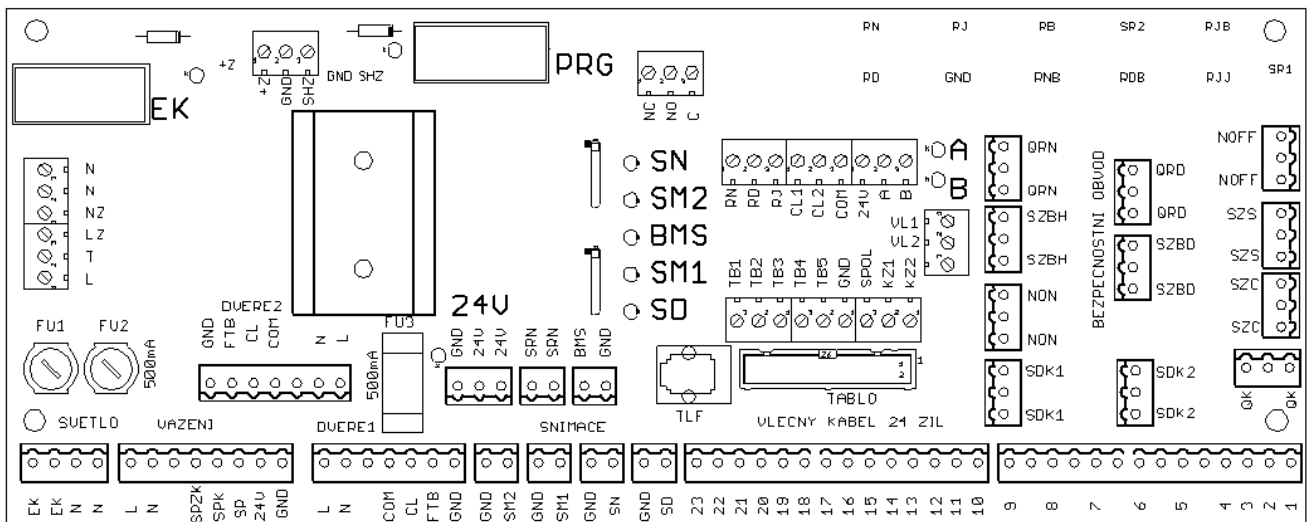 RN RJ RB SR2 RJB
RD GND RNB RDB RJJ SR1
+Z GND SHZ
+Z GND SHZ
EK
PRG
NC NO C
N
N
NZ
LZ
T
L
SN
SM2
BMS
SM1
SD
RN RD RJ CL1 CL2 COM 24V A B
A
B
VL1
VL2
QRN
QRN
SZBH
SZBH
NON
NON
SDK1
SDK1
BEZPECNOSTNI OBVOD
QRD
QRD
SZBD
SZBD
SDK2
SDK2
NOFF
NOFF
SZS
SZS
SZC
SZC
QK QK
TB1 TB2 TB3 TB4 TB5 GND SPOL KZ1 KZ2
FU1 FU2
500mA
DVERE2
GND FTB CL COM N L
FU3
500mA
24V
GND 24V 24V SRN SRN BMS GND
TLF
26
1
2
TABLO
SVETLO VAZENI DVERE1 SNIMACE VLECNY KABEL 24 ZIL
EK EK N N L N SPZK SPK SP 24V GND L N COM CL FTB GND GND SM2 GND SM1 GND SN GND SD 23 22 21 20 19 18 17 16 15 14 13 12 11 10 9 8 7 6 5 4 3 2 1